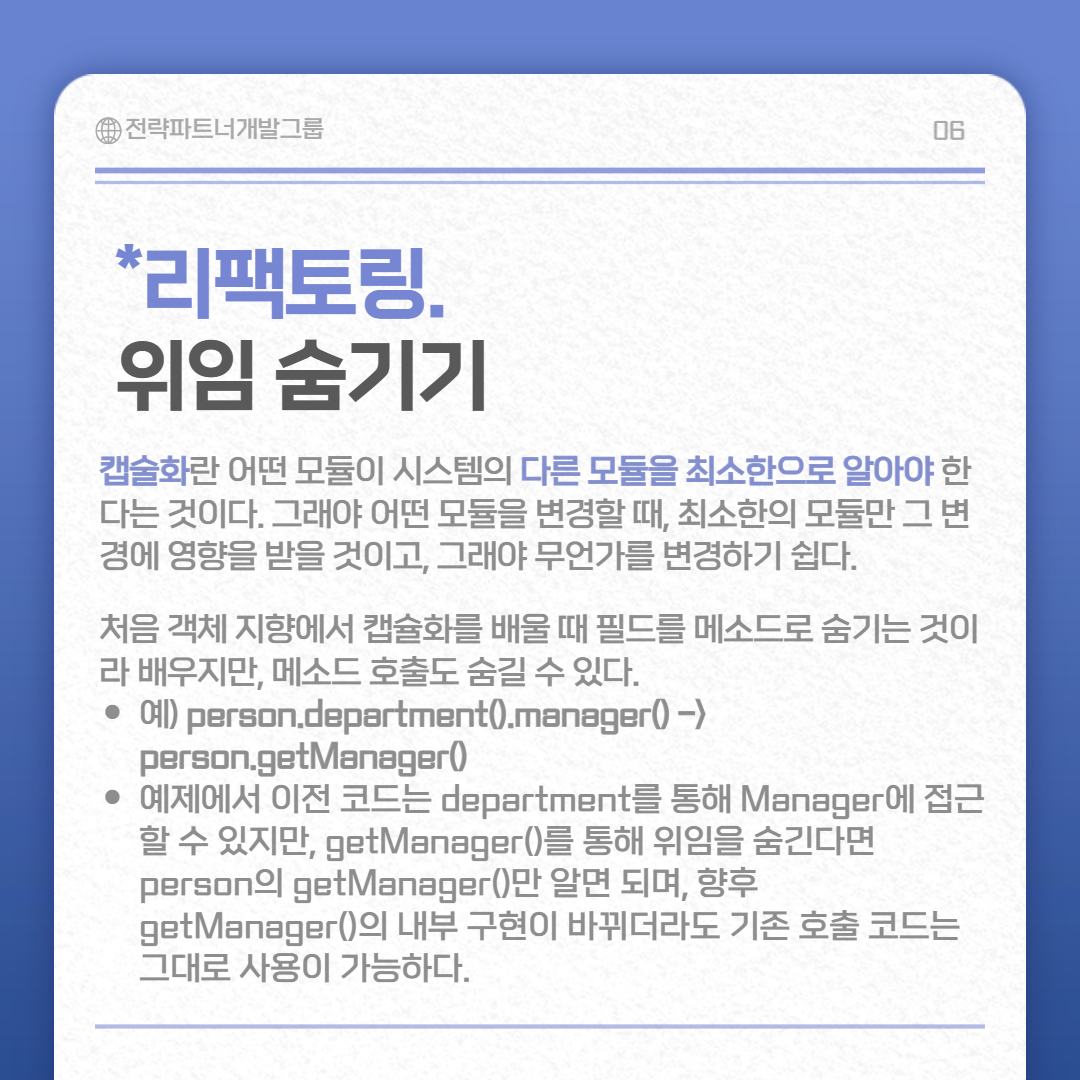 전략파트너개발그룹
06
*리팩토링.
위임 숨기기
캡술화란 어떤 모듈이 시스템의 다른 모듈을 최소한으로 알아야 한
다는 것이다. 그래야 어떤 모듈을 변경할 때, 최소한의 모듈만 그 변
경에 영향을 받을 것이고, 그래야 무언가를 변경하기 쉽다.
처음 객체 지향에서 캡슐화를 배울 때 필드를 메소드로 숨기는 것이
라 배우지만, 메소드 호출도 숨길 수 있다.
• 예) person.department().manager() ->
person.getManager()
• 예제에서 이전 코드는 department를 통해 Manager에 접근
할 수 있지만, getManager()를 통해 위임을 숨긴다면
person의 getManager()만 알면 되며, 향후
getManager()의 내부 구현이 바뀌더라도 기존 호출 코드는
그대로 사용이 가능하다.